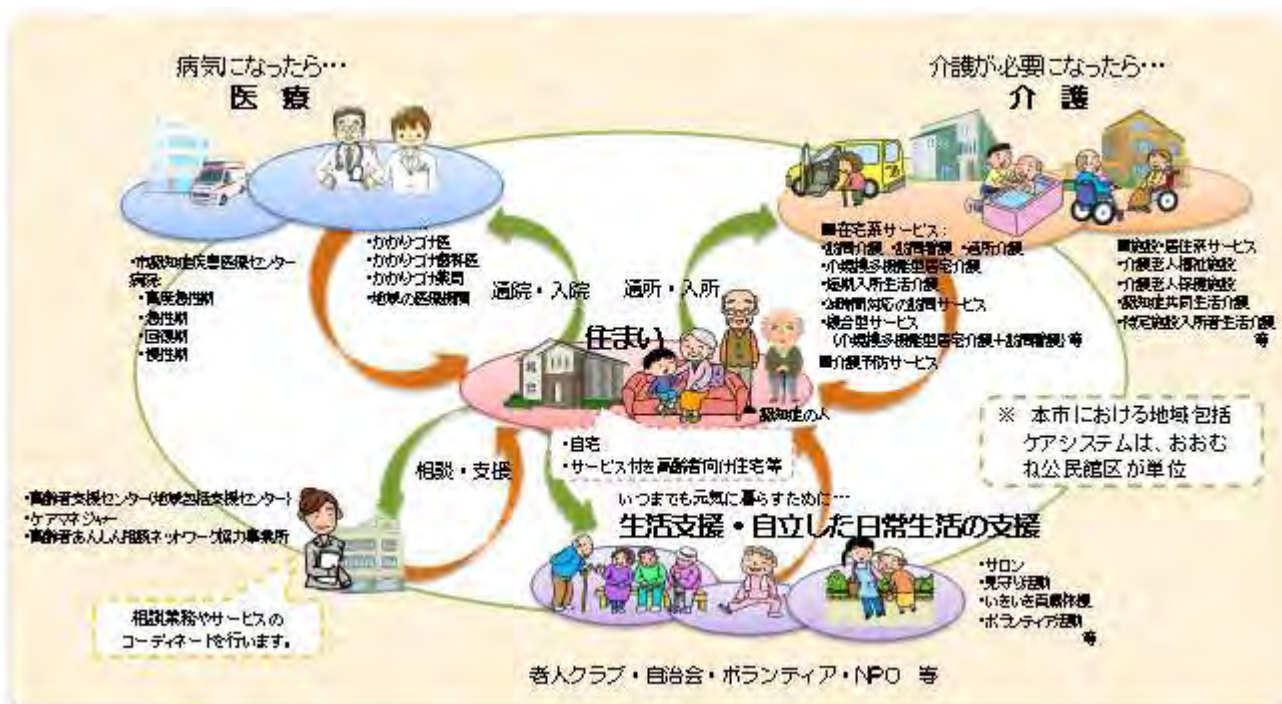 病気になったら…
医 療
介護が必要になったら…
介 護
・かかりつけ医
・かかりつけ歯科医
・かかりつけ薬局
・地域の医療機関
・市認知症疾患医療センター
病院:
・高度急性期
・急性期
・回復期
・慢性期
通院・入院
通所・入所
■在宅系サービス:
・訪問介護 ・訪問看護 ・通所介護
・小規模多機能型居宅介護
・短期入所生活介護
・24時間対応の訪問サービス
・複合型サービス
(小規模多機能型居宅介護+訪問看護)等
■介護予防サービス
■施設・居住系サービス
・介護老人福祉施設
・介護老人保健施設
・認知症共同生活介護
・特定施設入所者生活介護
等
住まい
認知症の人
・自宅
・サービス付き高齢者向け住宅等
※ 本市における地域包括
ケアシステムは、おおむ
ね公民館区が単位
相談・支援
・高齢者支援センター(地域包括支援センター)
・ケアマネジャー
・高齢者あんしん相談ネットワーク協力事業所
相談業務やサービスの
コーディネートを行います。
いつまでも元気に暮らすために…
生活支援・自立した日常生活の支援
・サロン
・見守り活動
・いきいき百歳体操
・ボランティア活動
等
老人クラブ・自治会・ボランティア・NPO 等